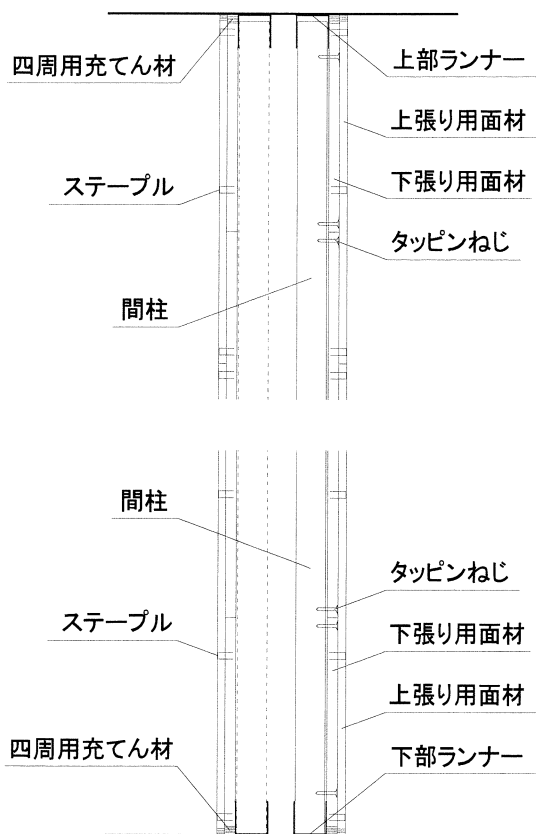 四周用充てん材
上部ランナー
上張り用面材
ステープル
下張り用面材
タッピンねじ
間柱
間柱
タッピンねじ
ステープル
下張り用面材
上張り用面材
四周用充てん材
下部ランナー